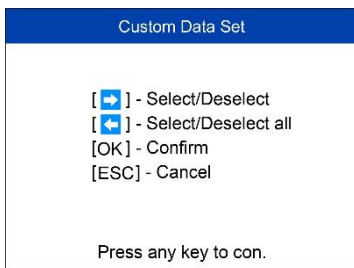 Custom Data Set
[➡] - Select/Deselect
[⬅] - Select/Deselect all
[OK] - Confirm
[ESC] - Cancel
Press any key to con.